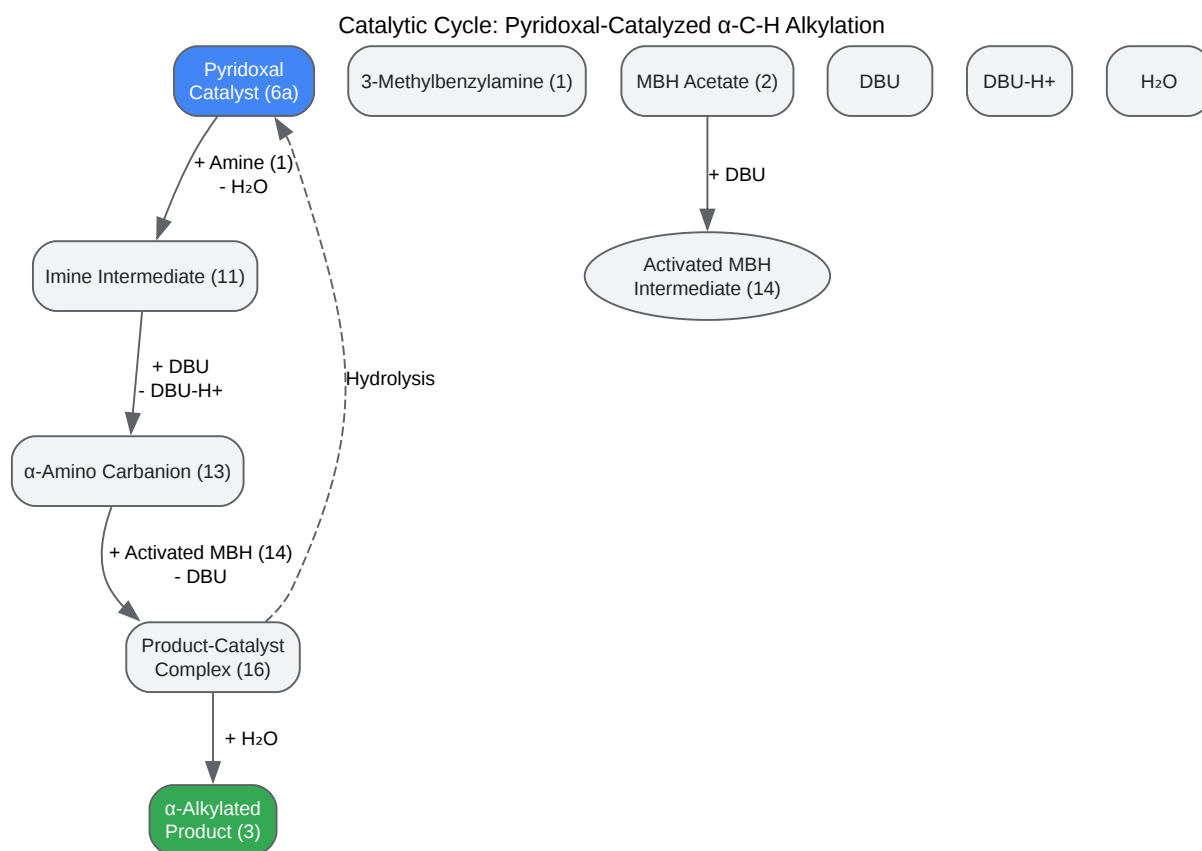 Catalytic Cycle: Pyridoxal-Catalyzed α-C-H Alkylation
Pyridoxal
Catalyst (6a)
3-Methylbenzylamine (1)
MBH Acetate (2)
DBU
DBU-H+
H₂O
+ Amine (1)
- H₂O
+ DBU
Imine Intermediate (11)
Activated MBH
Intermediate (14)
+ DBU
- DBU-H+
Hydrolysis
α-Amino Carbanion (13)
+ Activated MBH (14)
- DBU
Product-Catalyst
Complex (16)
+ H₂O
α-Alkylated
Product (3)